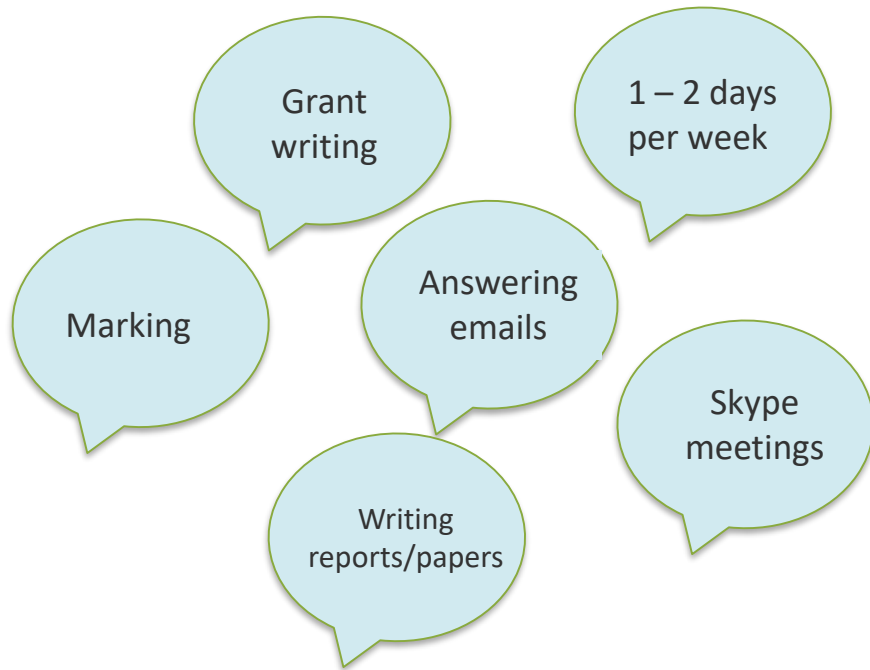 Grant
writing
1 – 2 days
per week
Marking
Answering
emails
Skype
meetings
Writing
reports/papers